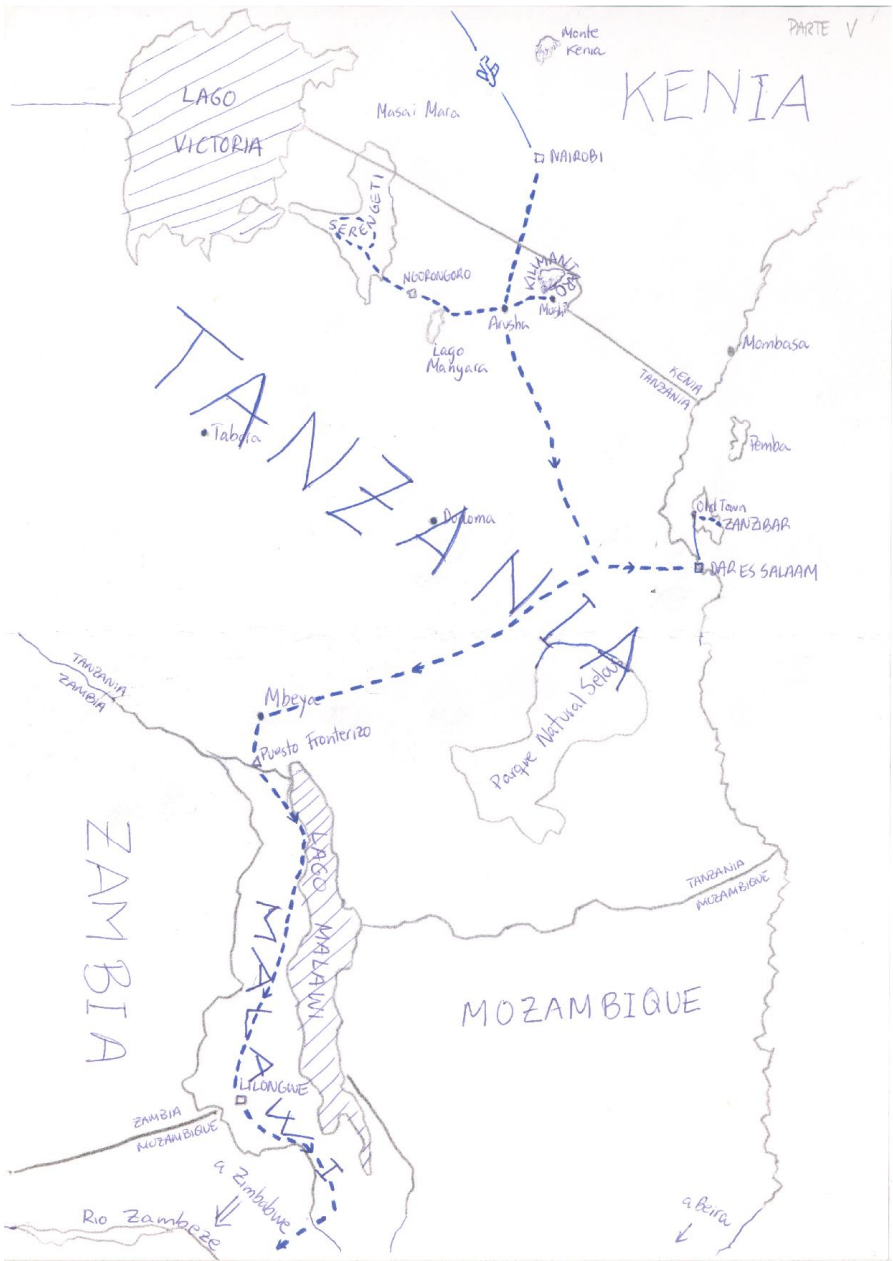 PARTE V
Monte
Kenia
KENIA
LAGO
VICTORIA
Masai Mara
NAIROBI
SERENGETI
NGORONGORO
KILIMANJ
ARO
Arusha
Moshi
Lago
Manyara
Mombasa
KENIA
TANZANIA
TANZANIA
Tabora
Pemba
Old Town
ZANZIBAR
Dodoma
DAR ES SALAAM
TANZANIA
ZAMBIA
Mbeya
Puesto Fronterizo
Parque Natural Selous
ZAMBIA
LAGO MALAWI
MALAWI
TANZANIA
MOZAMBIQUE
MOZAMBIQUE
LILONGWE
ZAMBIA
MOZAMBIQUE
a Zimbabwe
Rio Zambeze
a Beira